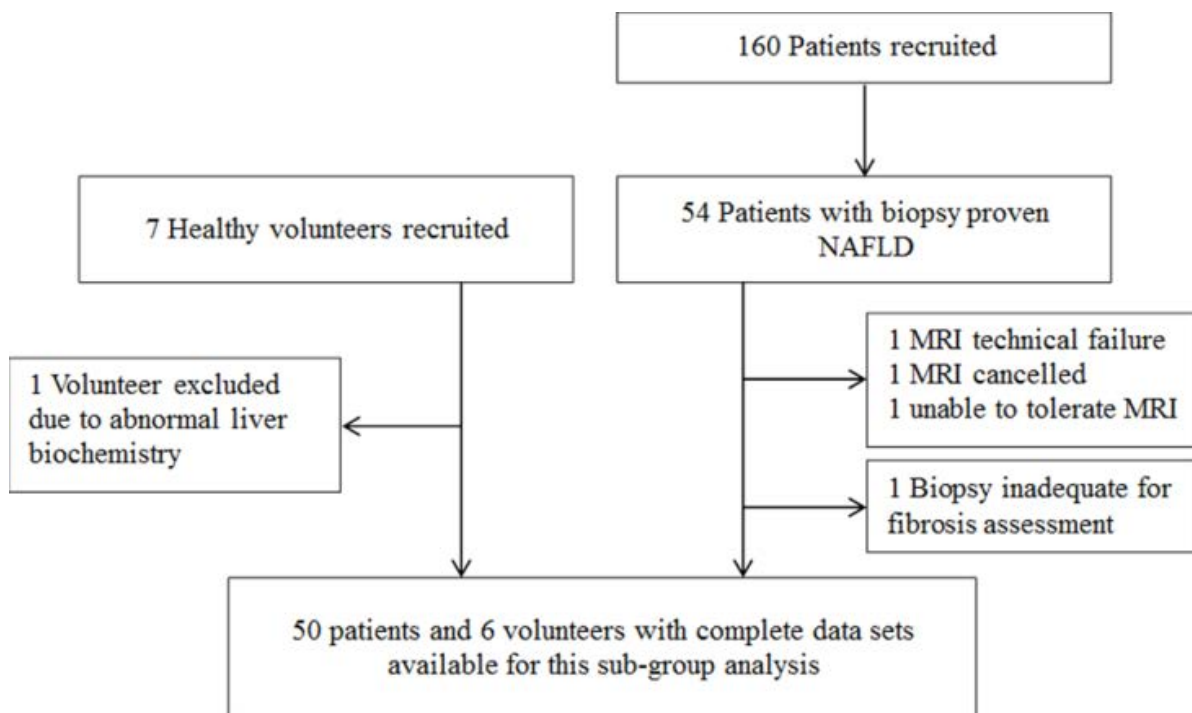 160 Patients recruited
7 Healthy volunteers recruited
54 Patients with biopsy proven
NAFLD
1 MRI technical failure
1 MRI cancelled
1 unable to tolerate MRI
1 Volunteer excluded
due to abnormal liver
biochemistry
1 Biopsy inadequate for
fibrosis assessment
50 patients and 6 volunteers with complete data sets
available for this sub-group analysis